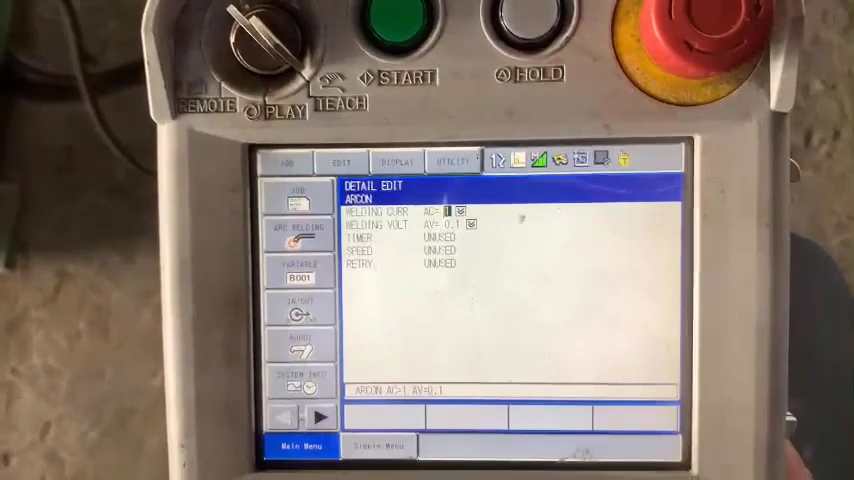 REMOTE PLAY TEACH START HOLD
JOB EDIT DISPLAY UTILITY
JOB
ARC WELDING
VARIABLE
B001
IN/OUT
ROBOT
SYSTEM INFO
DETAIL EDIT
ARCON
WELDING CURR AC= 1
WELDING VOLT AV= 0.1
TIMER UNUSED
SPEED UNUSED
RETRY UNUSED
ARCON AC=1 AV=0.1
Main Menu Simple Menu